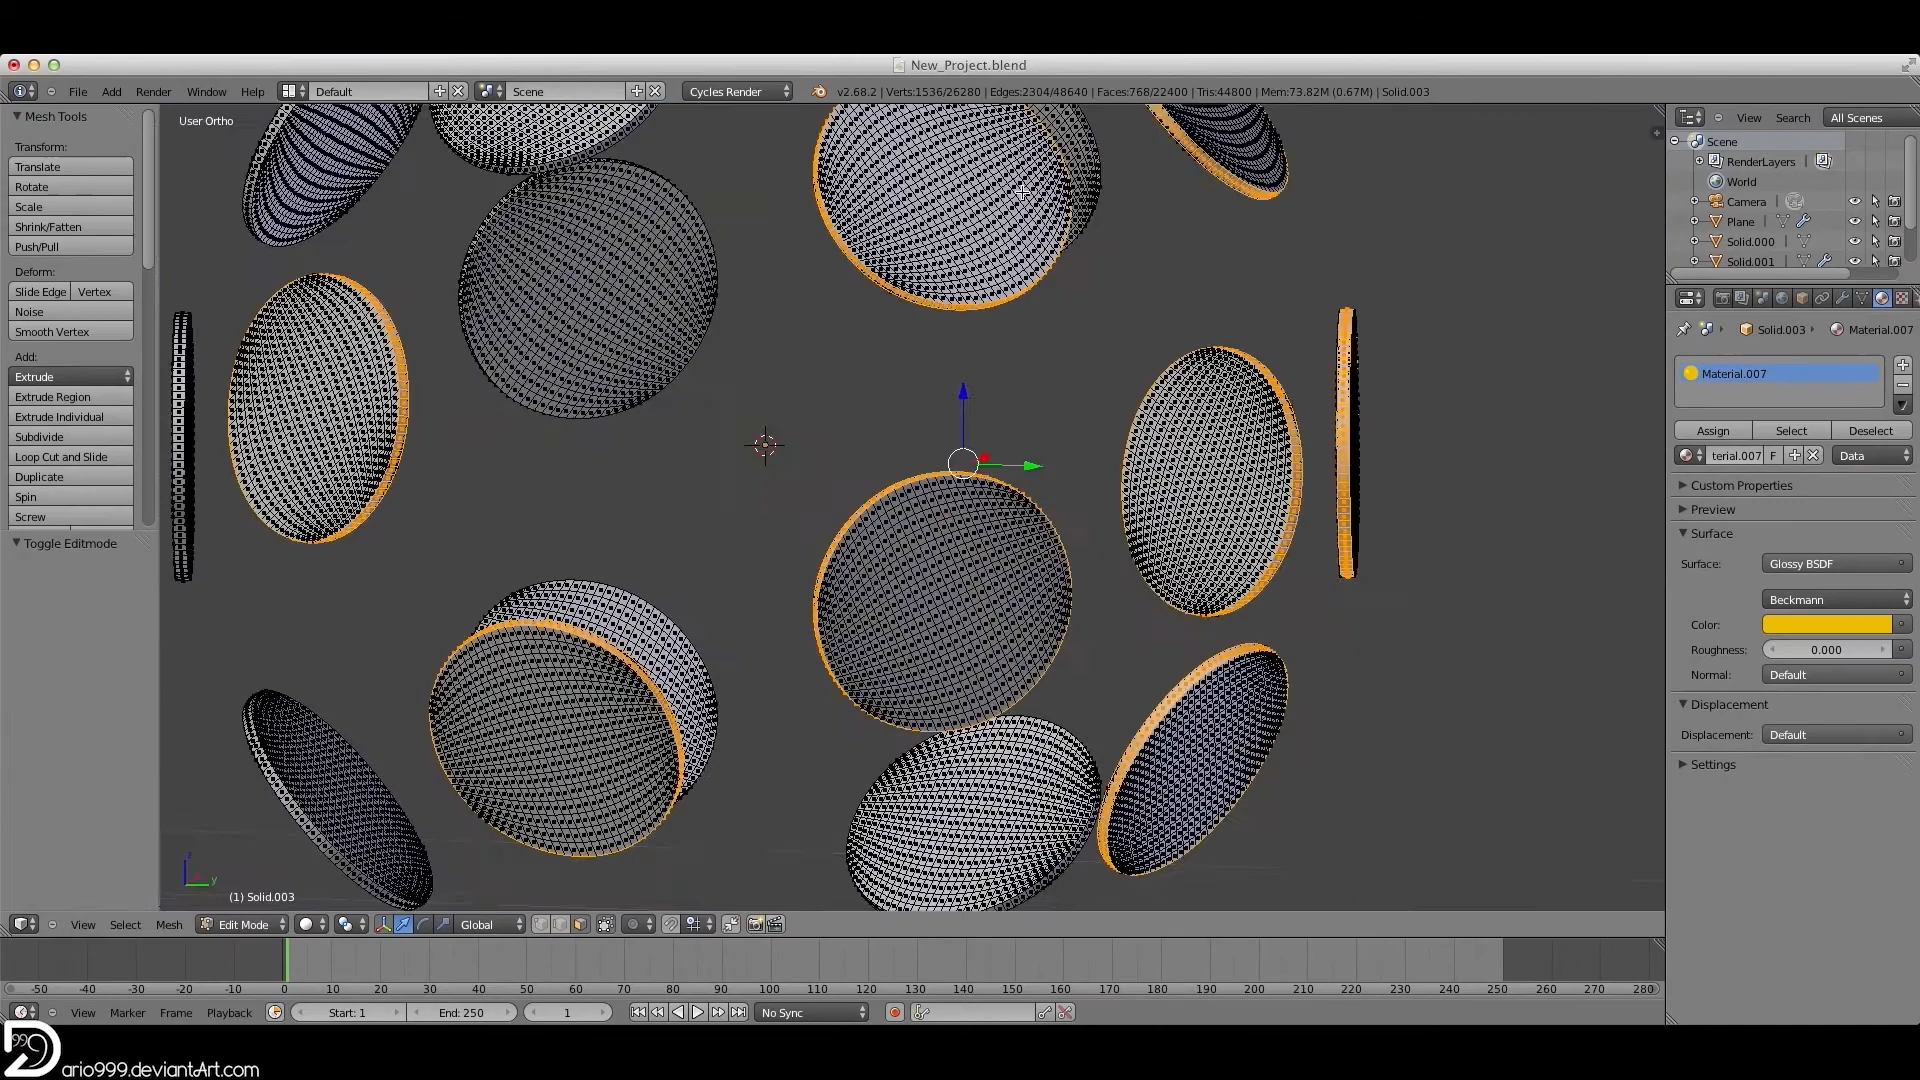 New_Project.blend
File Add Render Window Help Default Scene Cycles Render v2.68.2 | Verts:1536/26280 | Edges:2304/48640 | Faces:768/22400 | Tris:44800 | Mem:73.82M (0.67M) | Solid.003
Mesh Tools
Transform:
Translate
Rotate
Scale
Shrink/Fatten
Push/Pull
Deform:
Slide Edge Vertex
Noise
Smooth Vertex
Add:
Extrude
Extrude Region
Extrude Individual
Subdivide
Loop Cut and Slide
Duplicate
Spin
Screw
Toggle Editmode
User Ortho
z
y
(1) Solid.003
View Search All Scenes
Scene
RenderLayers |
World
Camera |
Plane |
Solid.000 |
Solid.001 |
Solid.003 Material.007
Material.007
Assign Select Deselect
terial.007 F Data
Custom Properties
Preview
Surface
Surface: Glossy BSDF
Beckmann
Color:
Roughness: 0.000
Normal: Default
Displacement
Displacement: Default
Settings
View Select Mesh Edit Mode Global
-50 -40 -30 -20 -10 0 10 20 30 40 50 60 70 80 90 100 110 120 130 140 150 160 170 180 190 200 210 220 230 240 250 260 270 280
View Marker Frame Playback Start: 1 End: 250 1 No Sync
D999
ario999.deviantArt.com